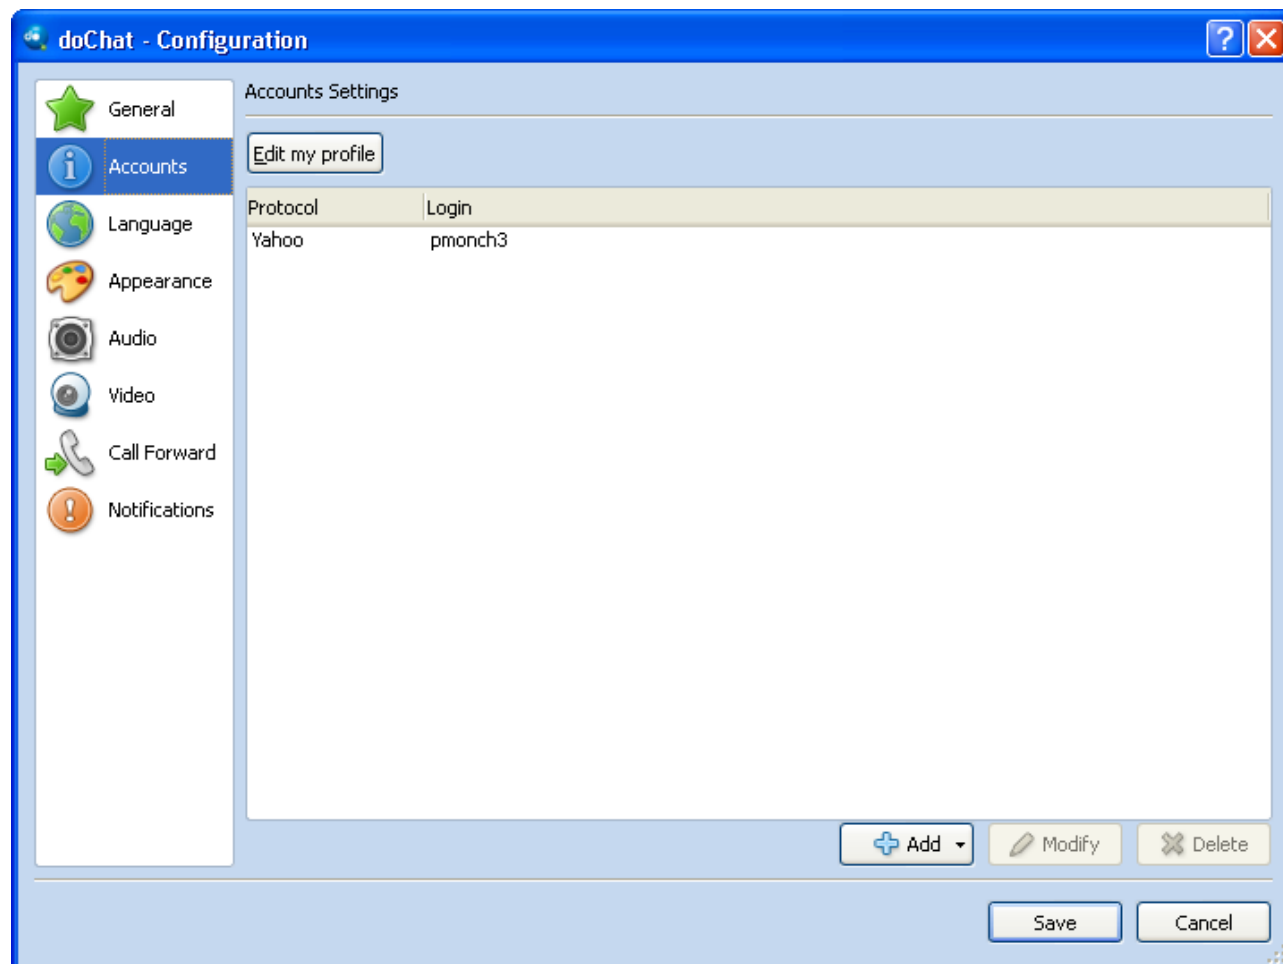 doChat - Configuration
General
Accounts
Language
Appearance
Audio
Video
Call Forward
Notifications
Accounts Settings
Edit my profile
Protocol Login
Yahoo pmonch3
Add Modify Delete
Save Cancel